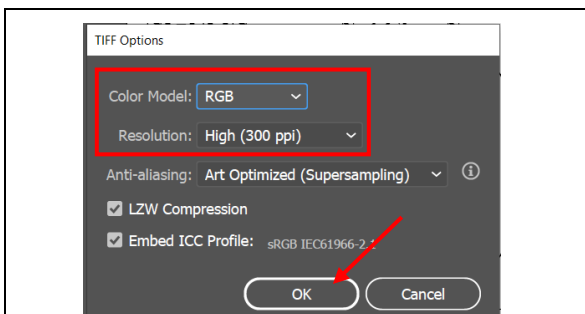 TIFF Options
Color Model: RGB
Resolution: High (300 ppi)
Anti-aliasing: Art Optimized (Supersampling)
LZW Compression
Embed ICC Profile: sRGB IEC61966-2.1
OK Cancel